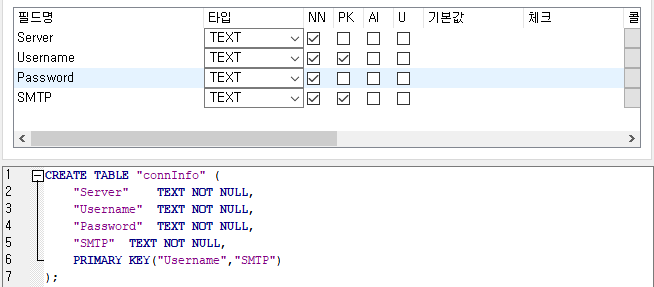 필드명 타입 NN PK AI U 기본값 체크 콜
Server TEXT
Username TEXT
Password TEXT
SMTP TEXT
1 CREATE TABLE "connInfo" (
2 "Server" TEXT NOT NULL,
3 "Username" TEXT NOT NULL,
4 "Password" TEXT NOT NULL,
5 "SMTP" TEXT NOT NULL,
6 PRIMARY KEY("Username","SMTP")
7 );